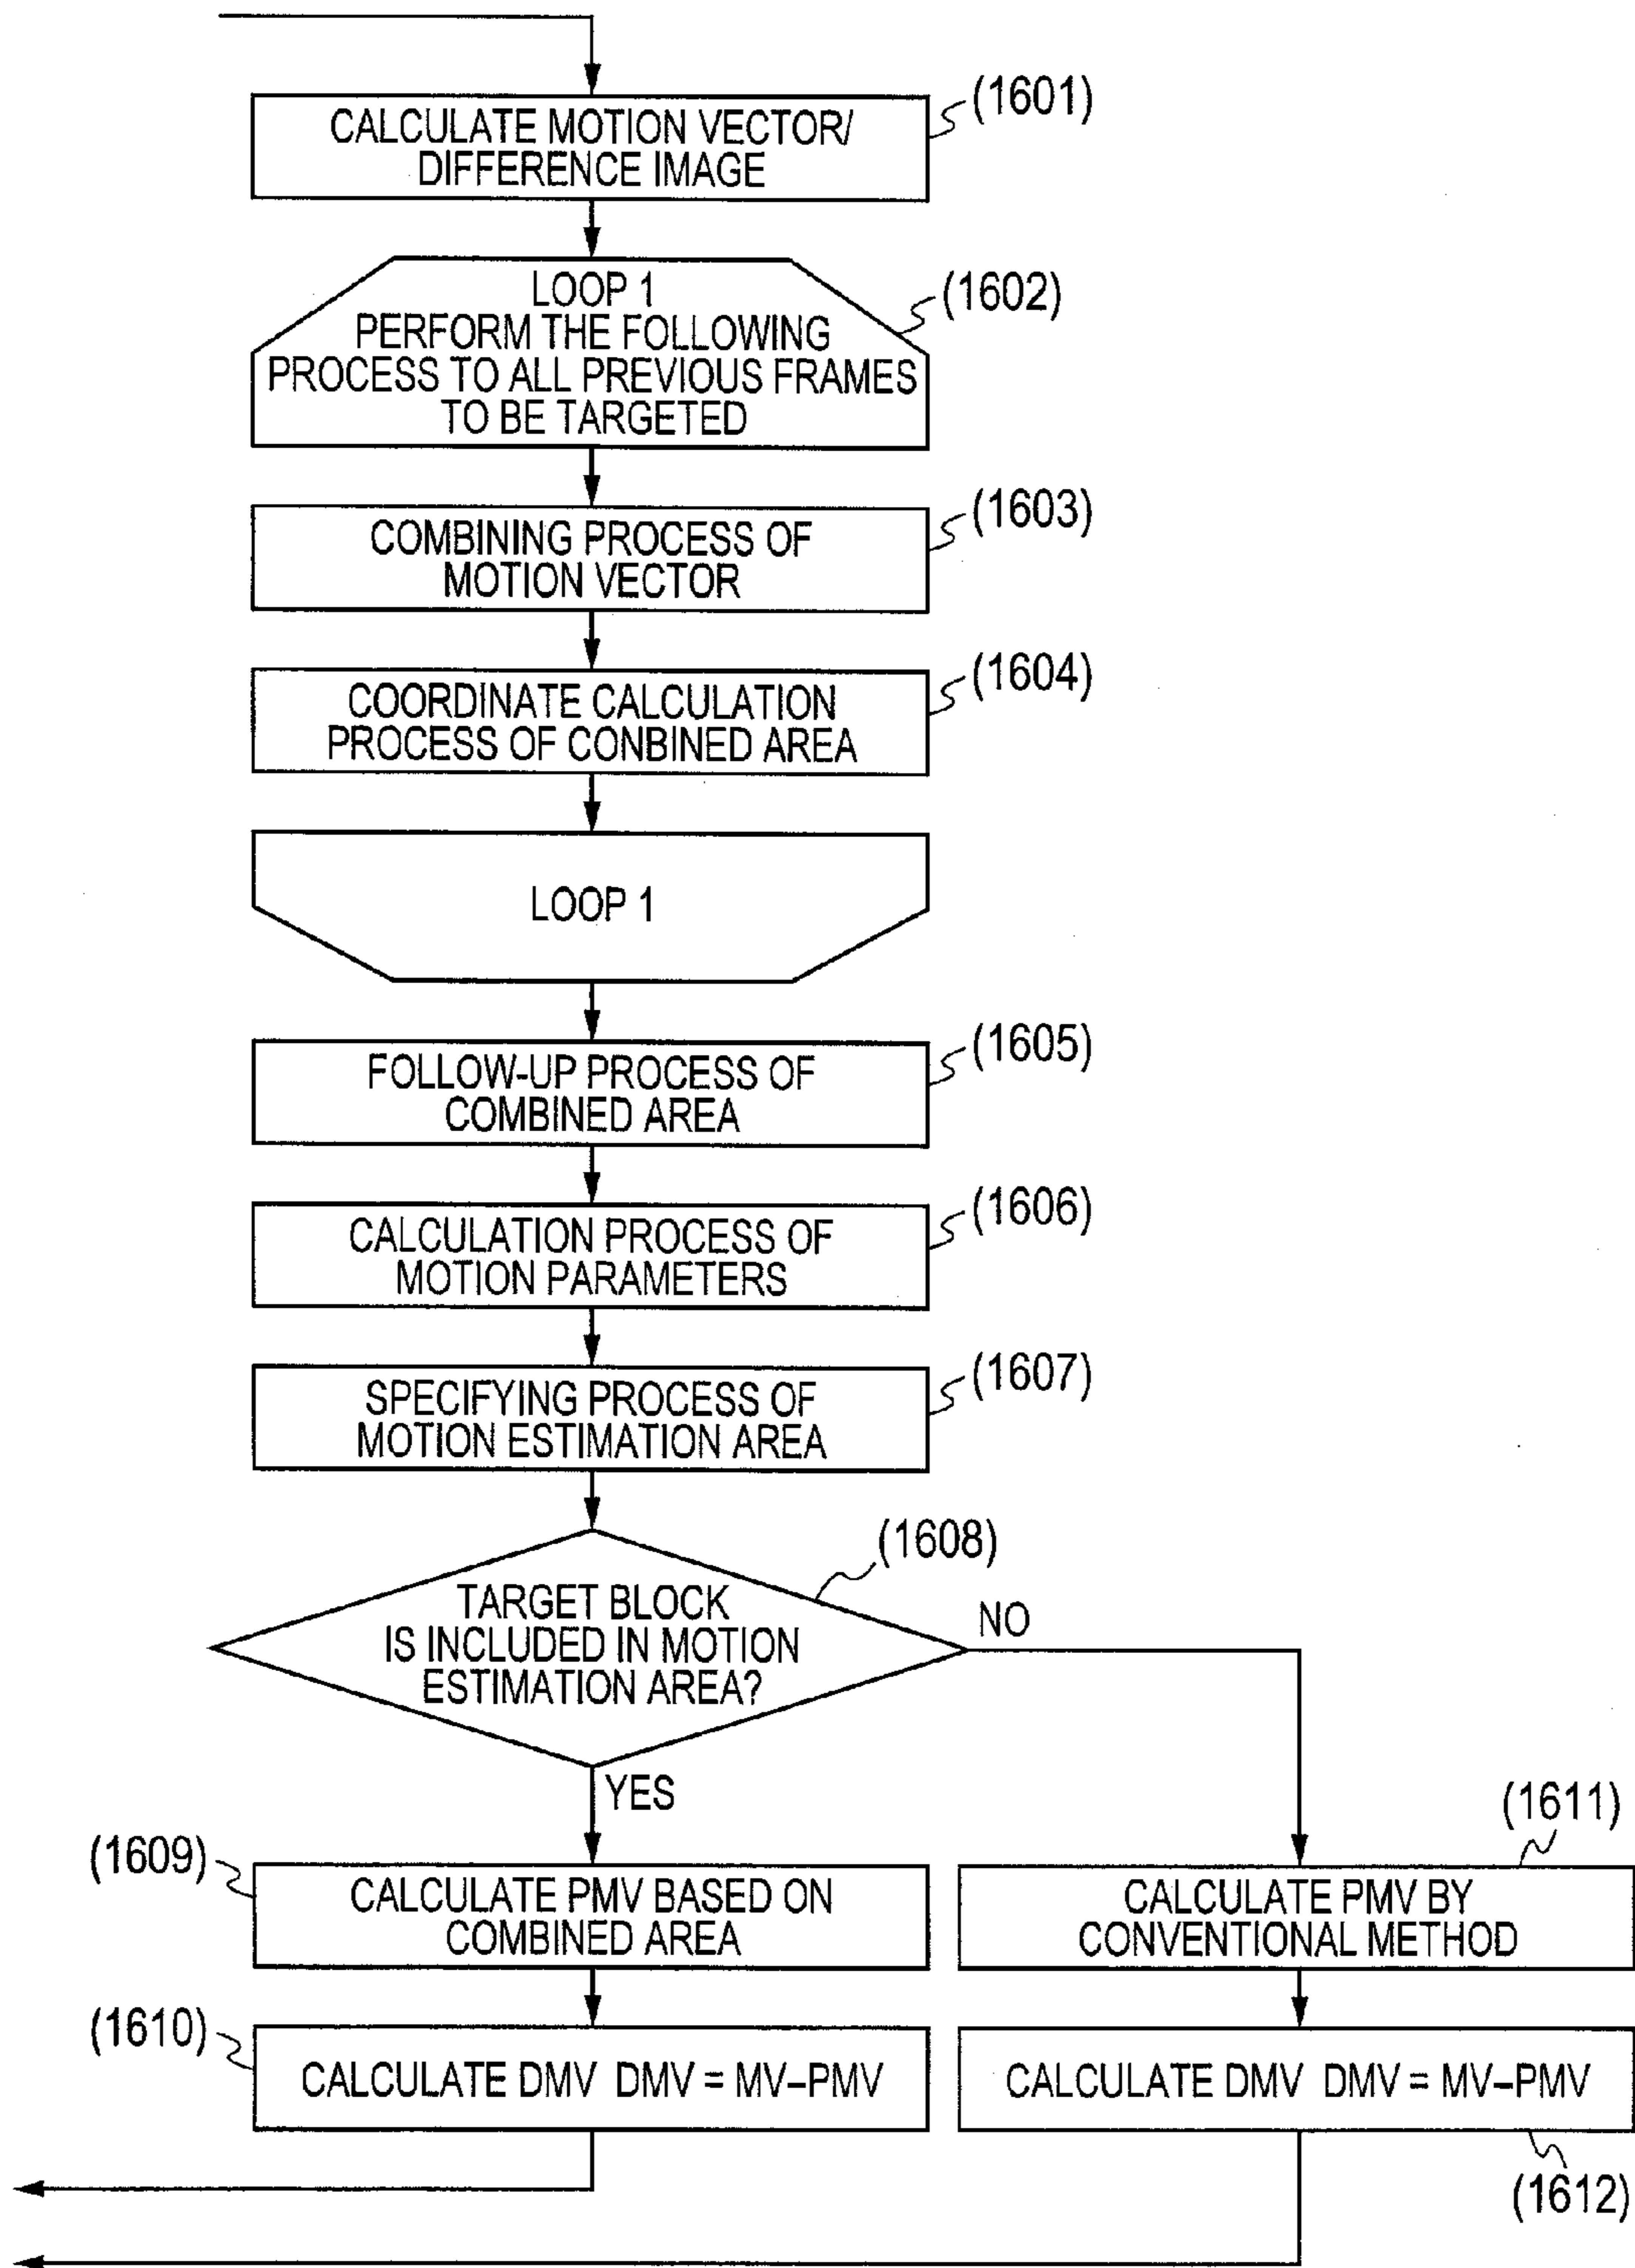 (1601)
CALCULATE MOTION VECTOR/
DIFFERENCE IMAGE
(1602)
LOOP 1
PERFORM THE FOLLOWING
PROCESS TO ALL PREVIOUS FRAMES
TO BE TARGETED
(1603)
COMBINING PROCESS OF
MOTION VECTOR
(1604)
COORDINATE CALCULATION
PROCESS OF CONBINED AREA
LOOP 1
(1605)
FOLLOW-UP PROCESS OF
COMBINED AREA
(1606)
CALCULATION PROCESS OF
MOTION PARAMETERS
(1607)
SPECIFYING PROCESS OF
MOTION ESTIMATION AREA
(1608)
TARGET BLOCK
IS INCLUDED IN MOTION
ESTIMATION AREA?
NO
YES
(1609)
CALCULATE PMV BASED ON
COMBINED AREA
(1611)
CALCULATE PMV BY
CONVENTIONAL METHOD
(1610)
CALCULATE DMV DMV = MV–PMV
CALCULATE DMV DMV = MV–PMV
(1612)